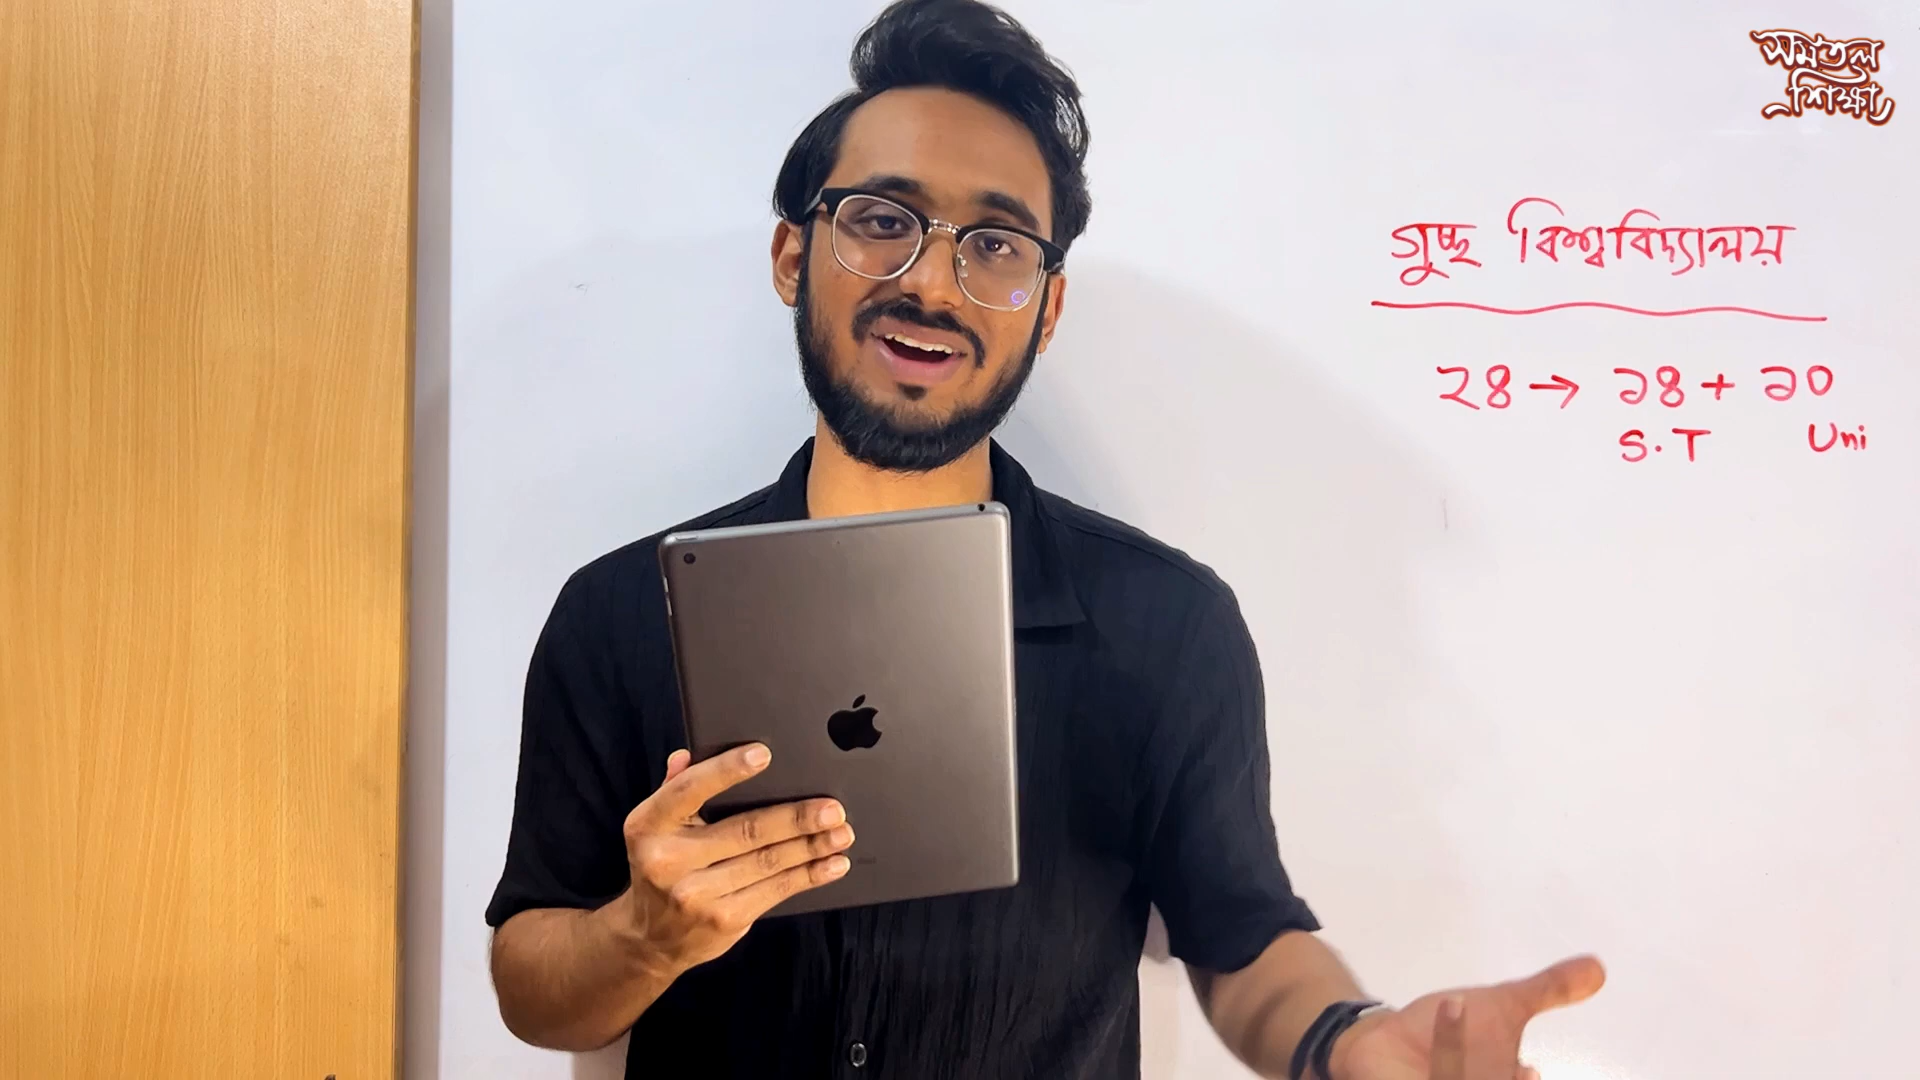 সমতল
শিক্ষা
গুচ্ছ বিশ্ববিদ্যালয়
২৪ → ১৪ + ১০
S.T Uni